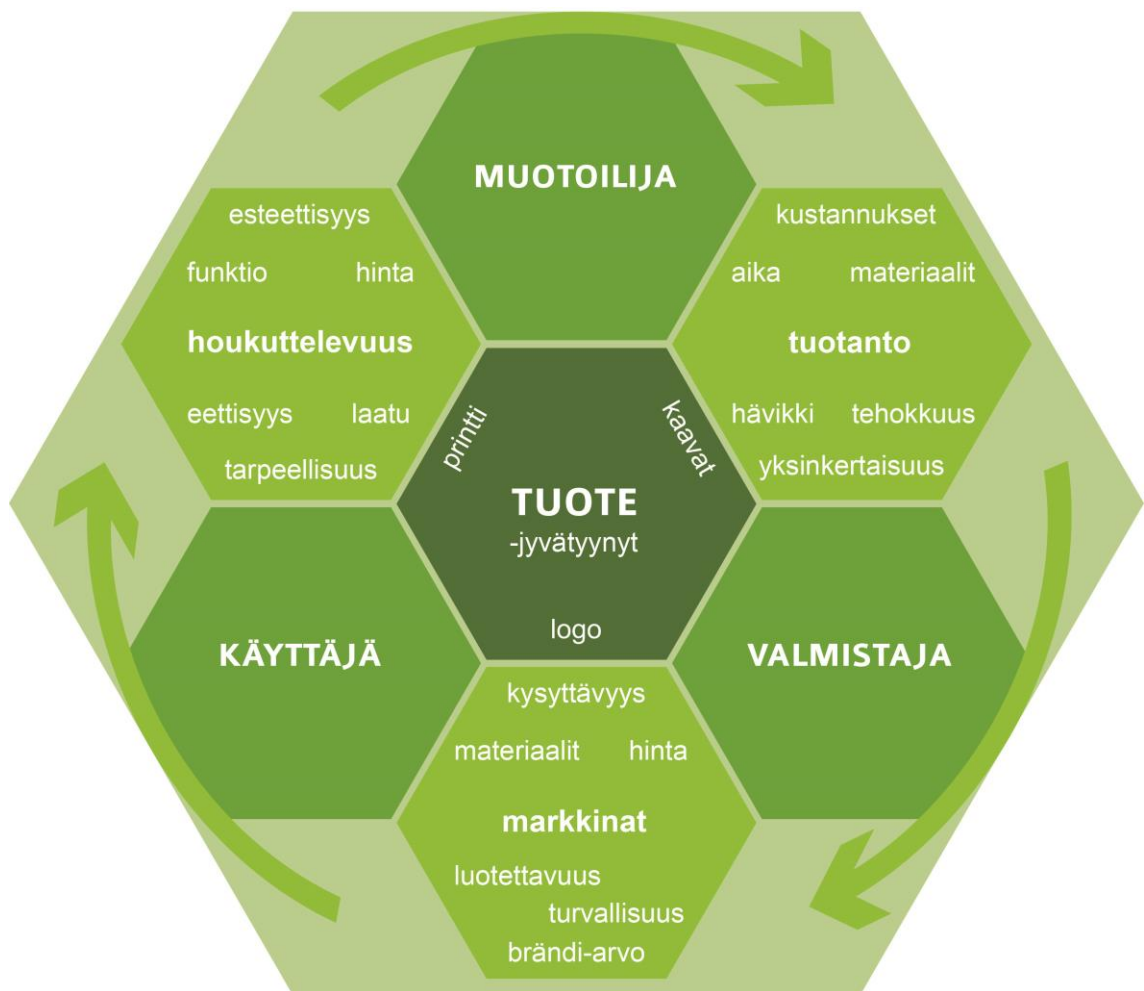 MUOTOILIJA
esteettisyys
funktio hinta
houkuttelevuus
eettisyys laatu
tarpeellisuus
kustannukset
aika materiaalit
tuotanto
hävikki tehokkuus
yksinkertaisuus
printti
kaavat
TUOTE
-jyvätyynyt
logo
KÄYTTÄJÄ
VALMISTAJA
kysyttävyys
materiaalit hinta
markkinat
luotettavuus
turvallisuus
brändi-arvo